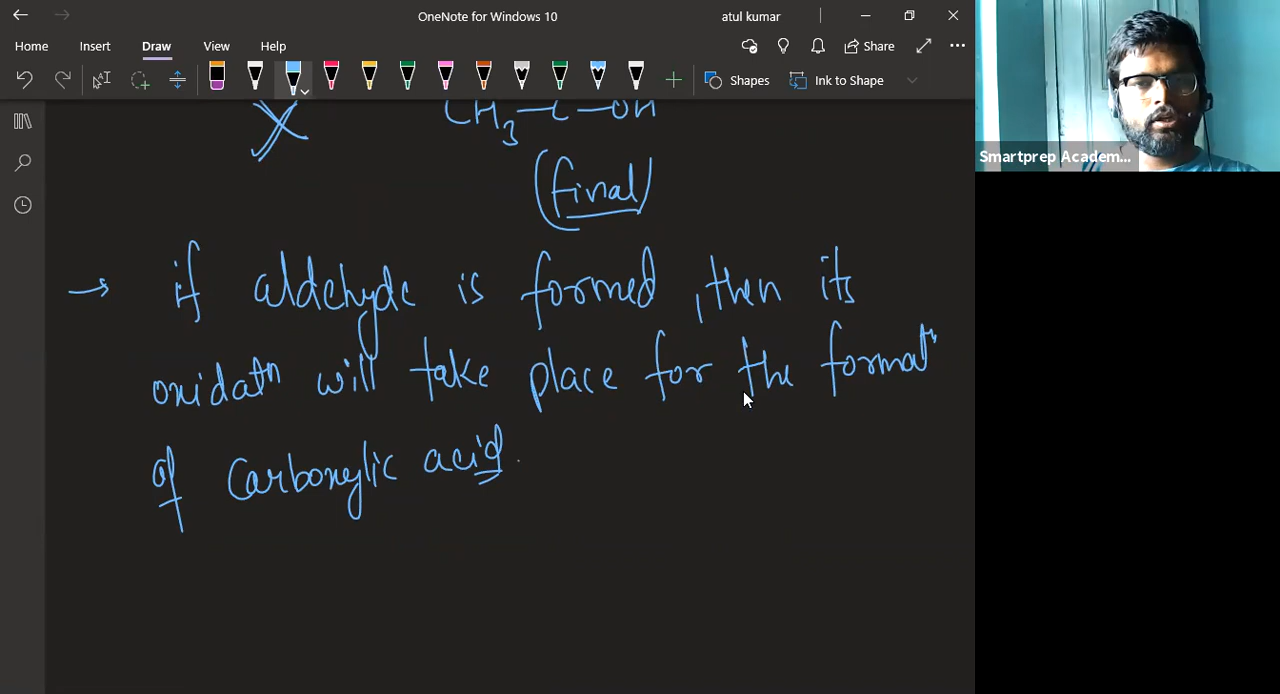 OneNote for Windows 10
atul kumar
Home Insert Draw View Help
Share
Shapes
Ink to Shape
Smartprep Academ...
CH3-C-OH
(final)
→ if aldehyde is formed, then its
oxidatn will take place for the formatn
of Carboxylic acid.